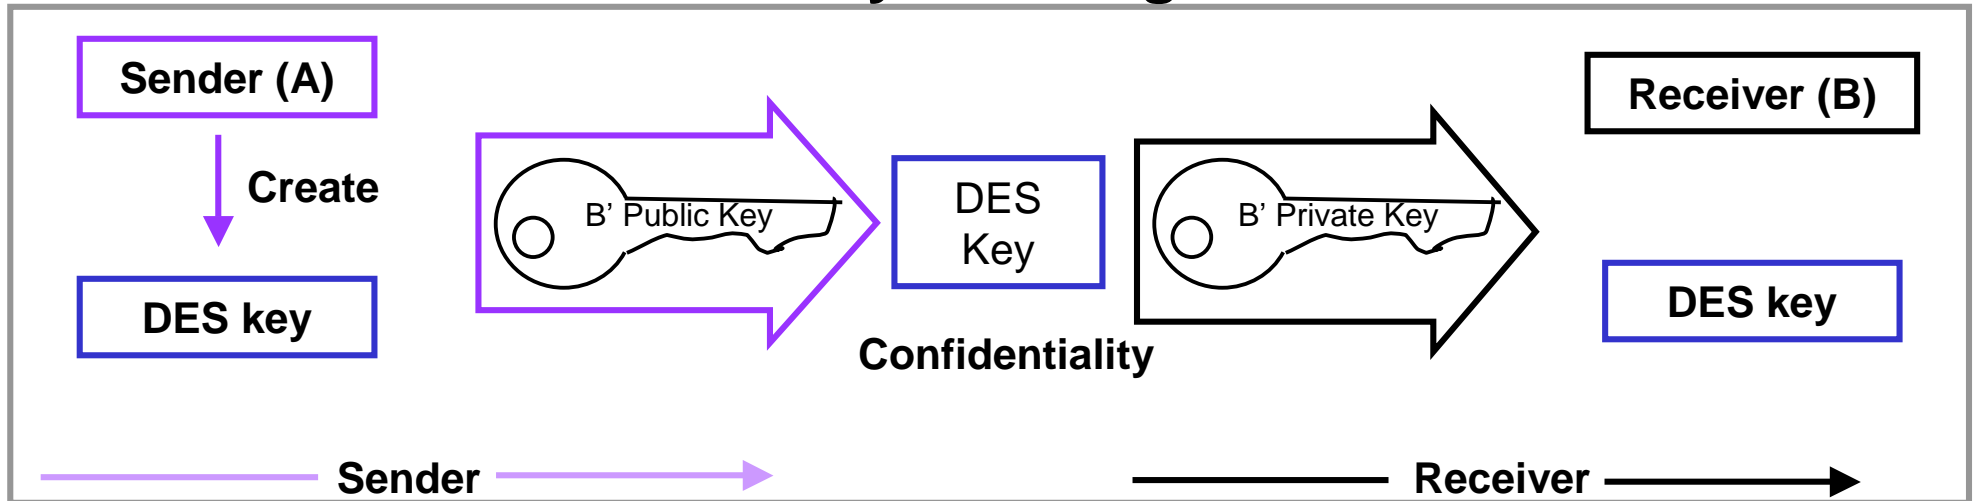 Sender (A)
Create
DES key
B’ Public Key
DES
Key
Confidentiality
B’ Private Key
Receiver (B)
DES key
Sender
Receiver